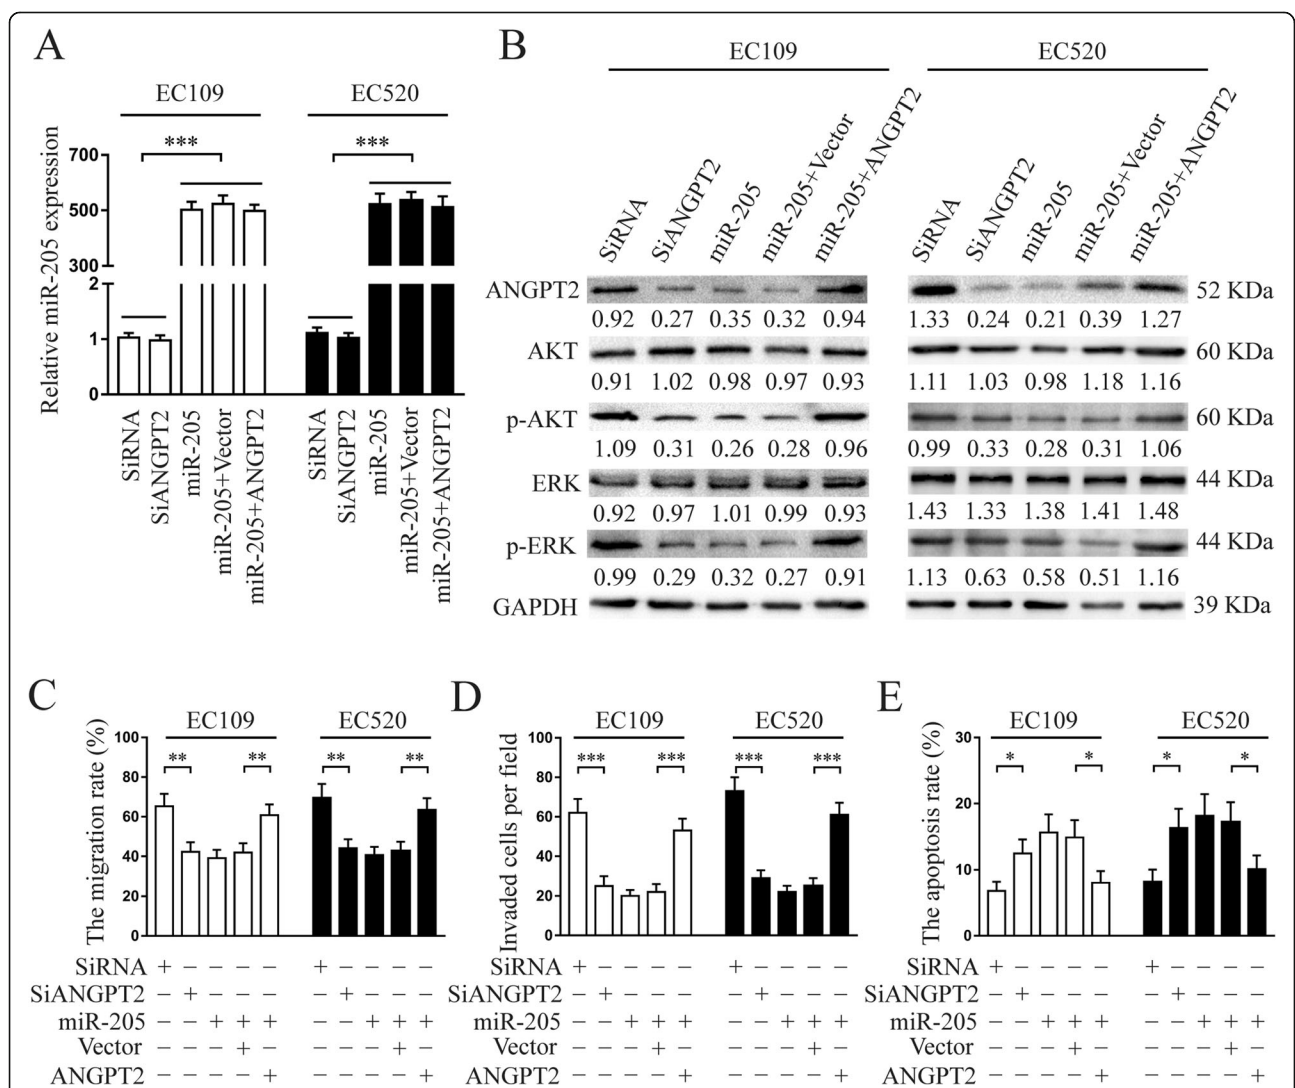 A
EC109 EC520
Relative miR-205 expression
***
***
700
500
300
2
1
0
SiRNA
SiANGPT2
miR-205
miR-205+Vector
miR-205+ANGPT2
SiRNA
SiANGPT2
miR-205
miR-205+Vector
miR-205+ANGPT2
B
EC109 EC520
SiRNA
SiANGPT2
miR-205
miR-205+Vector
miR-205+ANGPT2
SiRNA
SiANGPT2
miR-205
miR-205+Vector
miR-205+ANGPT2
ANGPT2 52 KDa
0.92 0.27 0.35 0.32 0.94 1.33 0.24 0.21 0.39 1.27
AKT 60 KDa
0.91 1.02 0.98 0.97 0.93 1.11 1.03 0.98 1.18 1.16
p-AKT 60 KDa
1.09 0.31 0.26 0.28 0.96 0.99 0.33 0.28 0.31 1.06
ERK 44 KDa
0.92 0.97 1.01 0.99 0.93 1.43 1.33 1.38 1.41 1.48
p-ERK 44 KDa
0.99 0.29 0.32 0.27 0.91 1.13 0.63 0.58 0.51 1.16
GAPDH 39 KDa
C
EC109 EC520
The migration rate (%)
100
80
60
40
20
0
** ** ** **
SiRNA + − − − − + − − − −
SiANGPT2 − + − − − − + − − −
miR-205 − − + + + − − + + +
Vector − − − + − − − − + −
ANGPT2 − − − − + − − − − +
D
EC109 EC520
Invaded cells per field
100
80
60
40
20
0
*** *** *** ***
SiRNA + − − − − + − − − −
SiANGPT2 − + − − − − + − − −
miR-205 − − + + + − − + + +
Vector − − − + − − − − + −
ANGPT2 − − − − + − − − − +
E
EC109 EC520
The apoptosis rate (%)
30
20
10
0
* * * *
SiRNA + − − − − + − − − −
SiANGPT2 − + − − − − + − − −
miR-205 − − + + + − − + + +
Vector − − − + − − − − + −
ANGPT2 − − − − + − − − − +